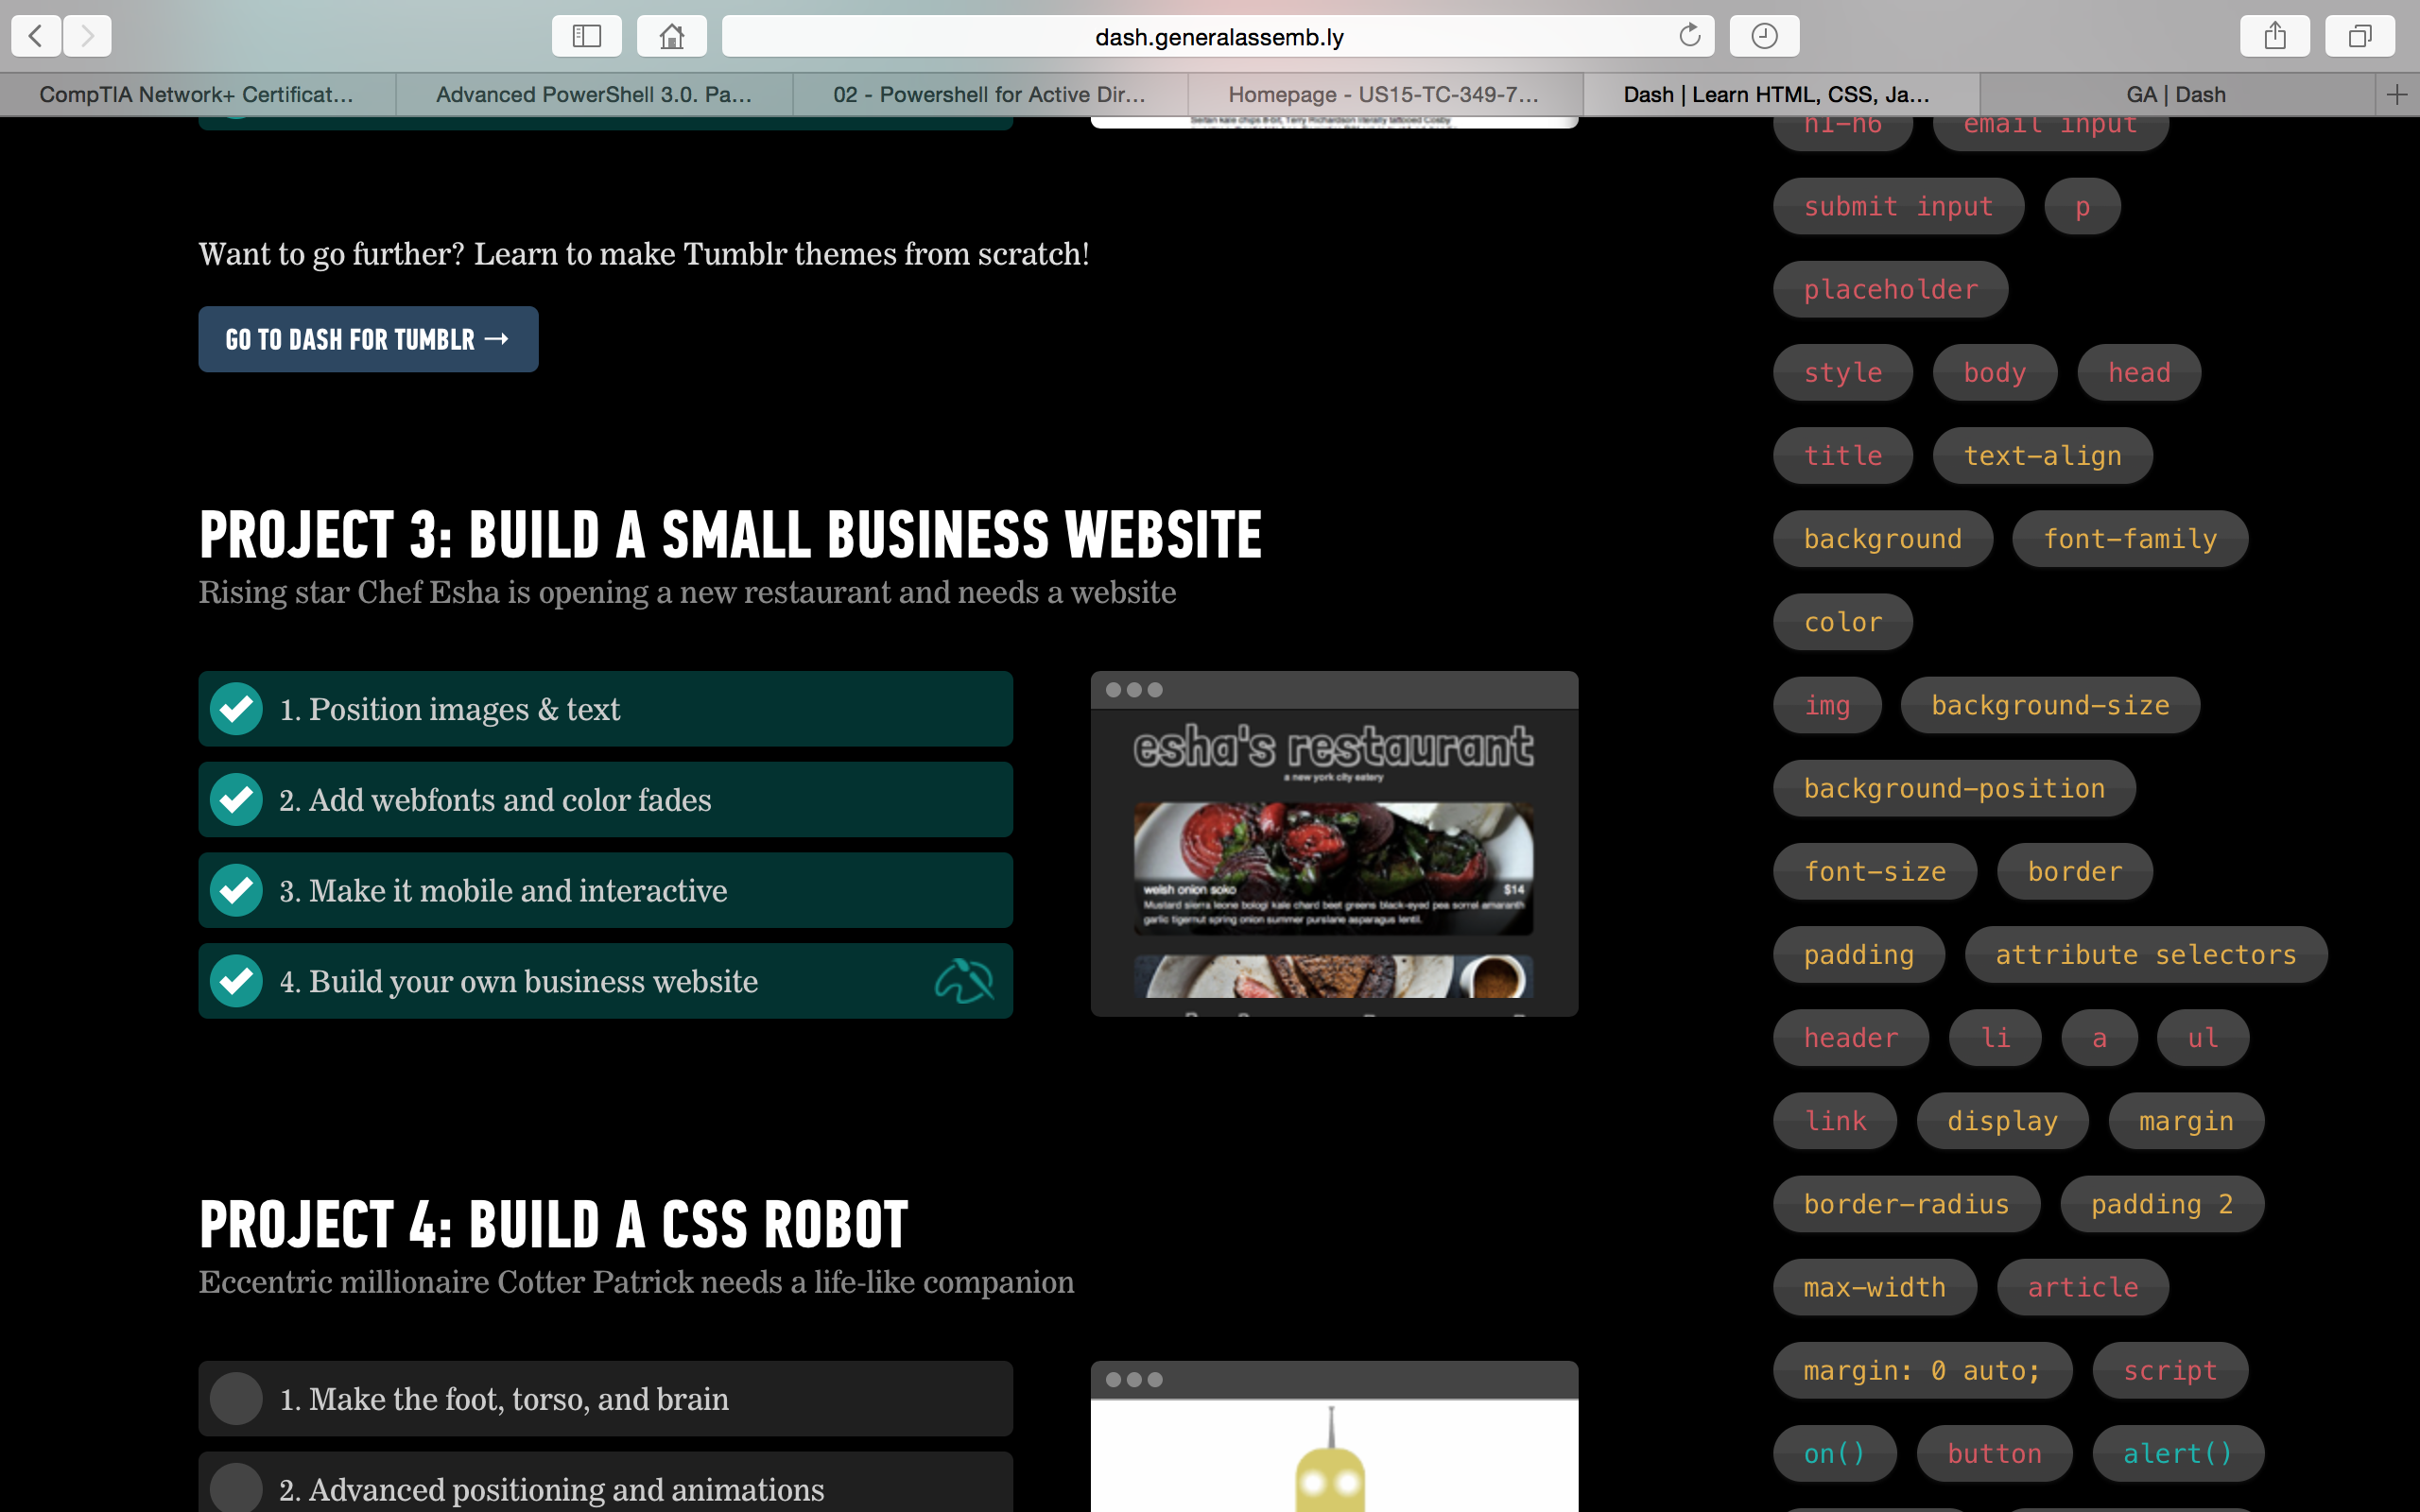 dash.generalassemb.ly
CompTIA Network+ Certificat...
Advanced PowerShell 3.0. Pa...
02 - Powershell for Active Dir...
Homepage - US15-TC-349-7...
Dash | Learn HTML, CSS, Ja...
GA | Dash
Want to go further? Learn to make Tumblr themes from scratch!
GO TO DASH FOR TUMBLR →
PROJECT 3: BUILD A SMALL BUSINESS WEBSITE
Rising star Chef Esha is opening a new restaurant and needs a website
1. Position images & text
2. Add webfonts and color fades
3. Make it mobile and interactive
4. Build your own business website
esha's restaurant
a new york city eatery
welsh onion soko $14
Mustard sierra leone bologi kale chard beet greens black-eyed pea sorrel amaranth
garlic tigernut spring onion summer purslane asparagus lentil.
PROJECT 4: BUILD A CSS ROBOT
Eccentric millionaire Cotter Patrick needs a life-like companion
1. Make the foot, torso, and brain
2. Advanced positioning and animations
h1-h6 email input
submit input p
placeholder
style body head
title text-align
background font-family
color
img background-size
background-position
font-size border
padding attribute selectors
header li a ul
link display margin
border-radius padding 2
max-width article
margin: 0 auto; script
on() button alert()